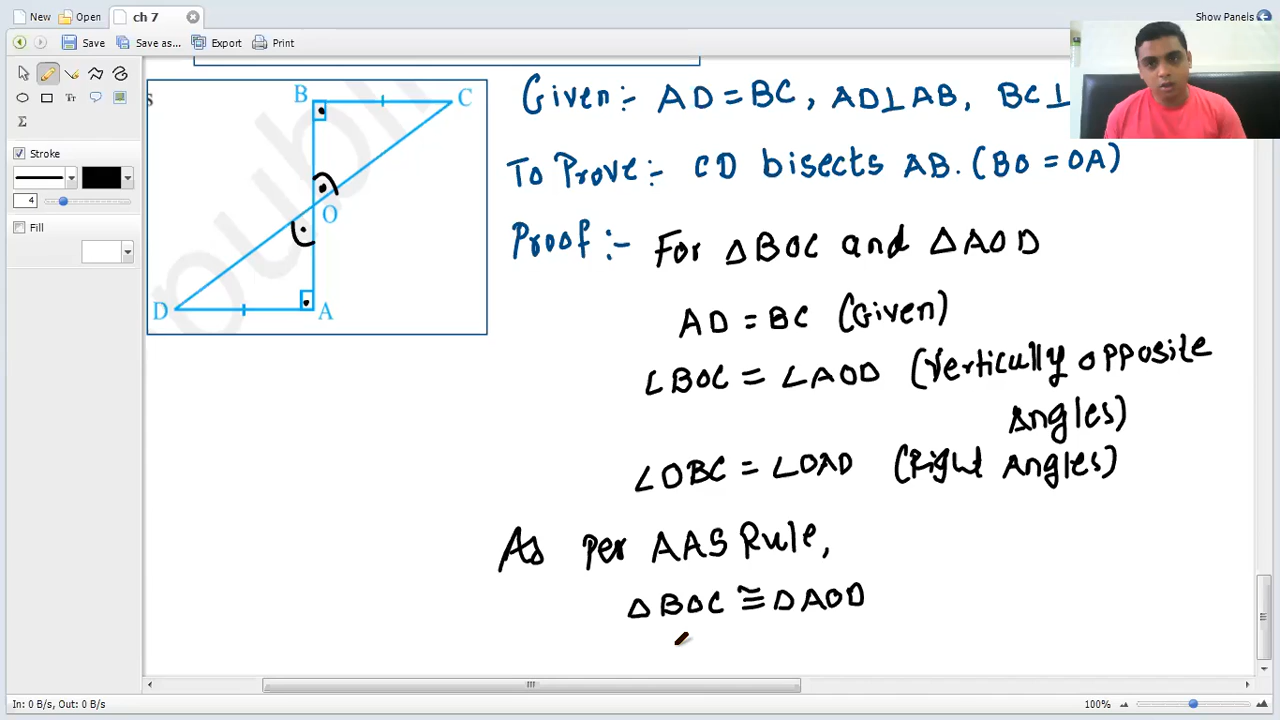 New Open ch 7 Show Panels
Save Save as... Export Print
Stroke
4
Fill
s
B C
O
D A
Given:- AD = BC, AD⊥AB, BC⊥
To Prove:- CD bisects AB. (BO = OA)
Proof:- For △BOC and △AOD
AD = BC (Given)
∠BOC = ∠AOD (Vertically opposite
Angles)
∠OBC = ∠OAD (Right Angles)
As Per AAS Rule,
△BOC ≅ △AOD
In: 0 B/s, Out: 0 B/s 100%